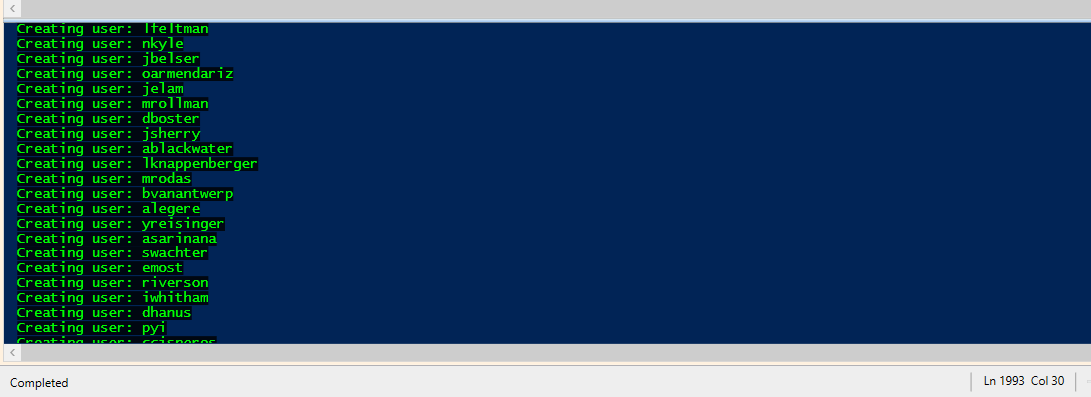 Creating user: lfeltman
Creating user: nkyle
Creating user: jbelser
Creating user: oarmendariz
Creating user: jelam
Creating user: mrollman
Creating user: dboster
Creating user: jsherry
Creating user: ablackwater
Creating user: lknappenberger
Creating user: mrodas
Creating user: bvanantwerp
Creating user: alegere
Creating user: yreisinger
Creating user: asarinana
Creating user: swachter
Creating user: emost
Creating user: riverson
Creating user: iwhitham
Creating user: dhanus
Creating user: pyi
Creating user: ccisneros
Completed
Ln 1993 Col 30